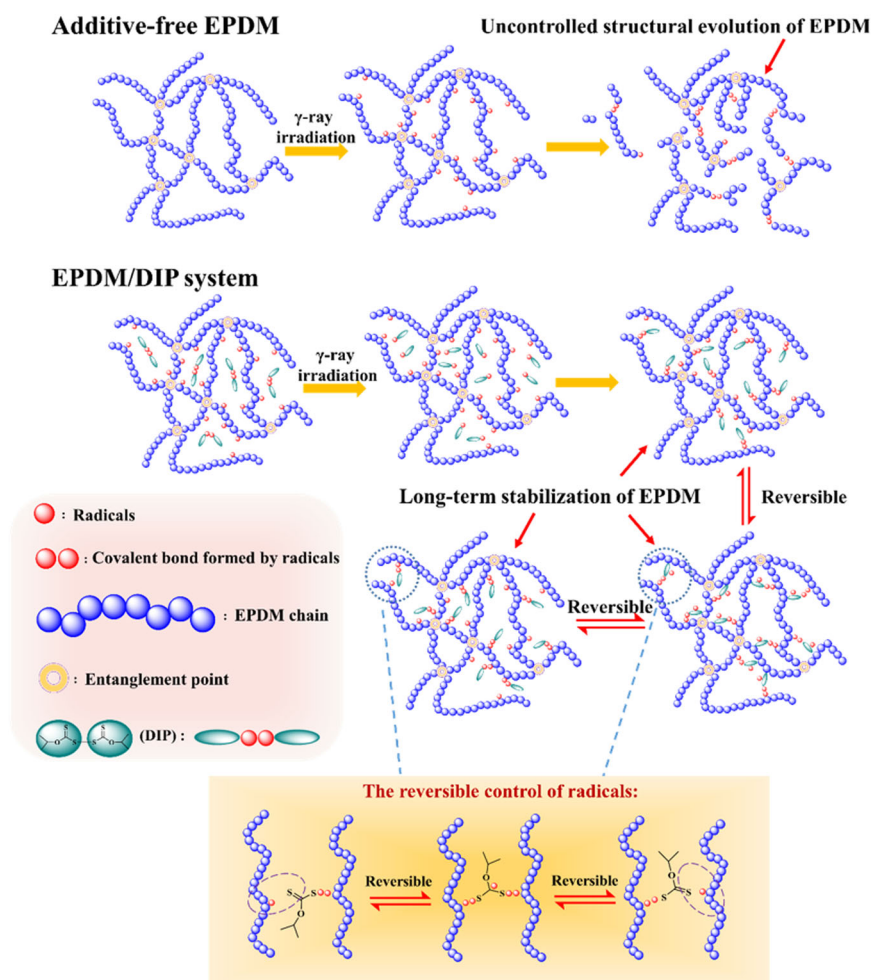 Additive-free EPDM
Uncontrolled structural evolution of EPDM
γ-ray
irradiation
EPDM/DIP system
γ-ray
irradiation
Long-term stabilization of EPDM
Reversible
Reversible
: Radicals
: Covalent bond formed by radicals
: EPDM chain
: Entanglement point
S S
O S S O
(DIP) :
The reversible control of radicals:
Reversible
Reversible
S S
O
O
S S
O
S S